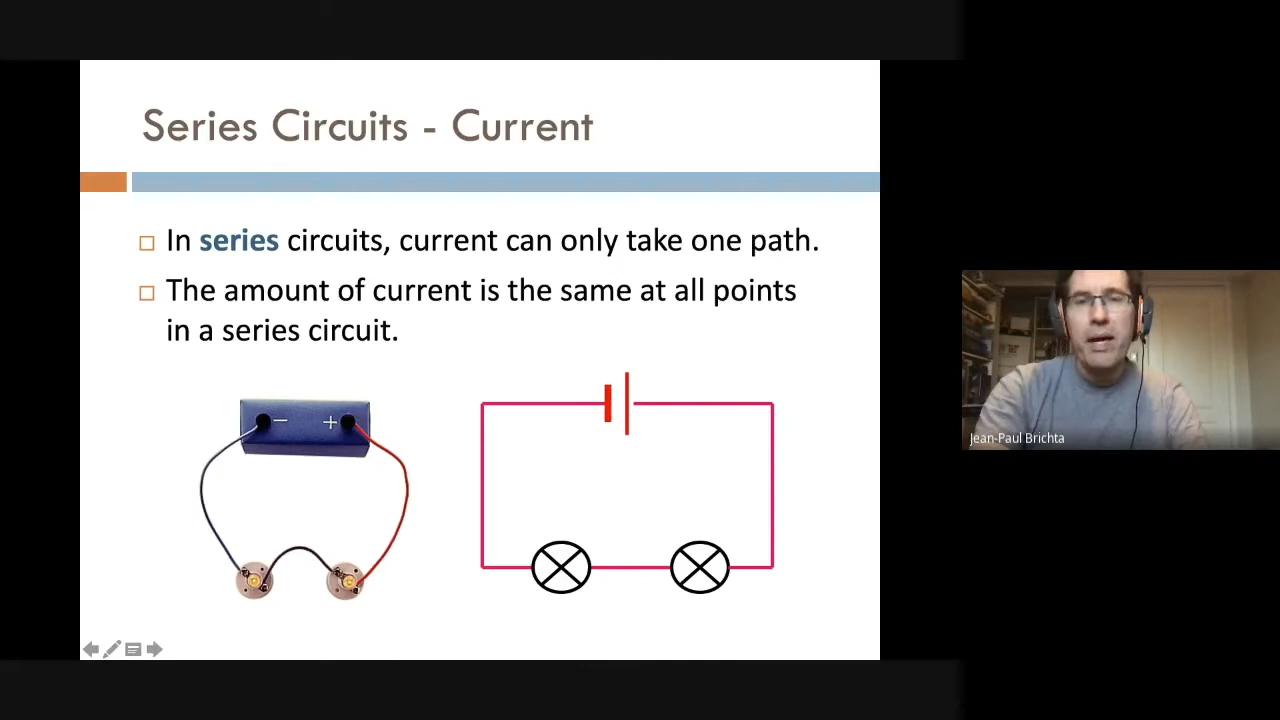 Series Circuits - Current
In series circuits, current can only take one path.
The amount of current is the same at all points
in a series circuit.
− +
Jean-Paul Brichta